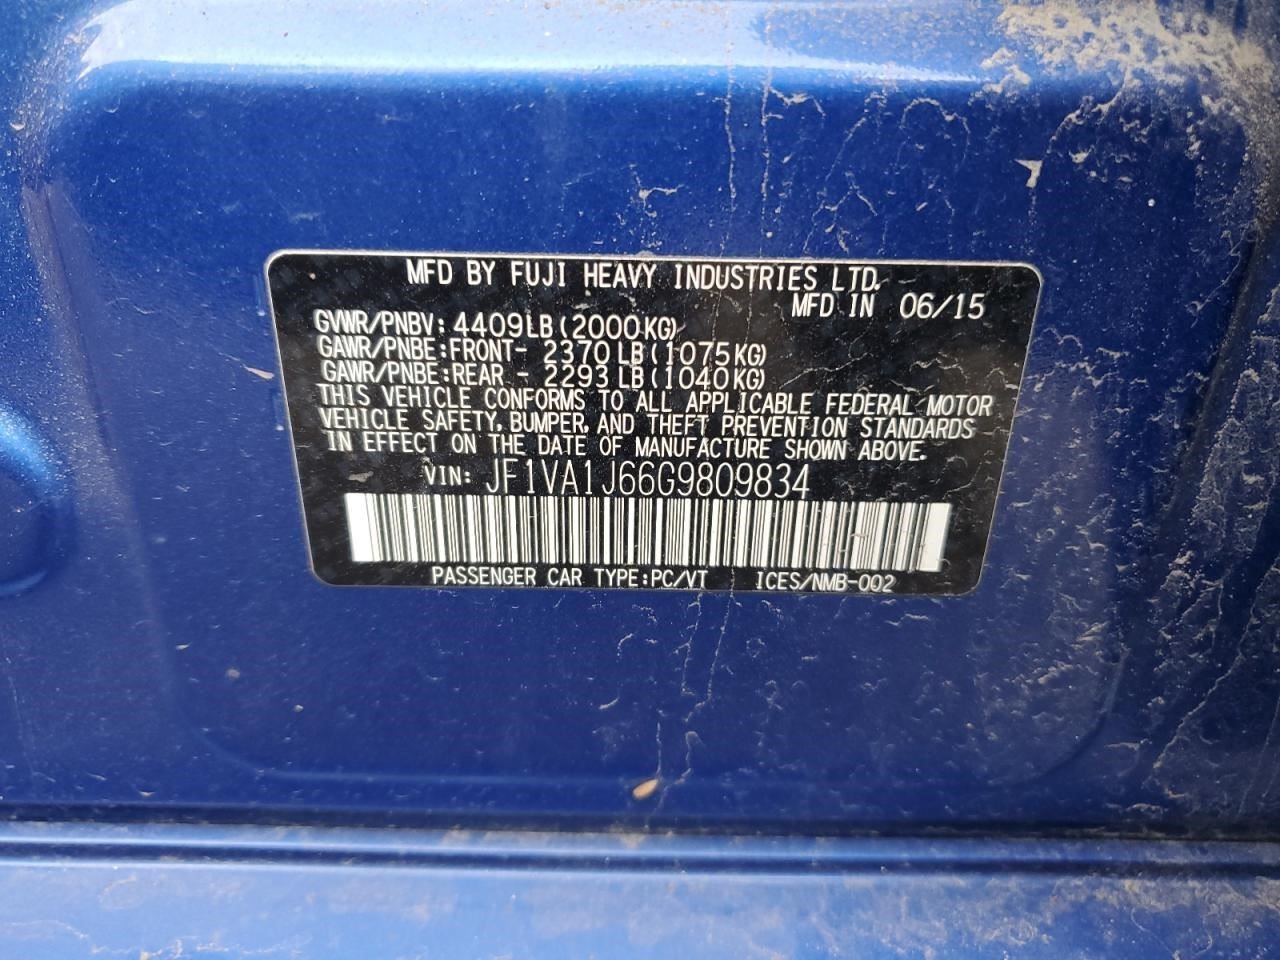 MFD BY FUJI HEAVY INDUSTRIES LTD.
MFD IN 06/15
GVWR/PNBV: 4409LB(2000KG)
GAWR/PNBE:FRONT- 2370LB(1075KG)
GAWR/PNBE:REAR - 2293LB(1040KG)
THIS VEHICLE CONFORMS TO ALL APPLICABLE FEDERAL MOTOR
VEHICLE SAFETY, BUMPER, AND THEFT PREVENTION STANDARDS
IN EFFECT ON THE DATE OF MANUFACTURE SHOWN ABOVE.
VIN: JF1VA1J66G9809834
PASSENGER CAR TYPE:PC/VT ICES/NMB-002